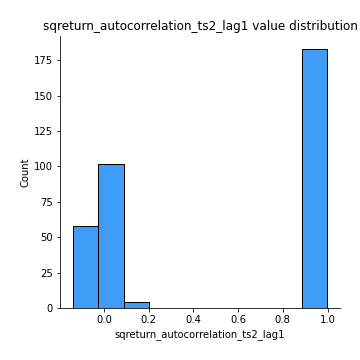 sqreturn_autocorrelation_ts2_lag1 value distribution
175
150
125
100
75
50
25
0
Count
0.0 0.2 0.4 0.6 0.8 1.0
sqreturn_autocorrelation_ts2_lag1